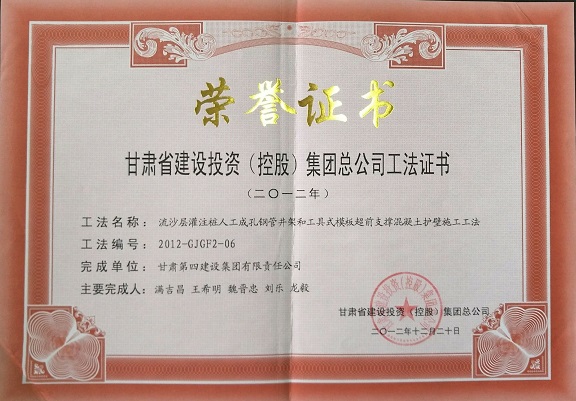 荣誉证书
甘肃省建设投资（控股）集团总公司工法证书
（二〇一二年）
工法名称： 流沙层灌注桩人工成孔钢管井架和工具式模板超前支撑混凝土护壁施工工法
工法编号： 2012-GJGF2-06
完成单位： 甘肃第四建设集团有限责任公司
主要完成人： 满吉昌 王希明 魏晋忠 刘乐 龙毅
甘肃省建设投资（控股）集团总公司
二〇一二年十二月二十日